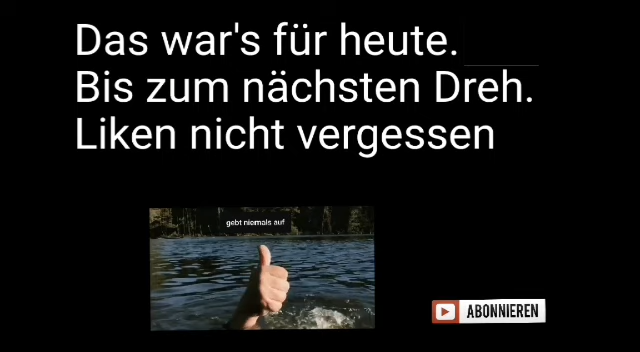 Das war's für heute.
Bis zum nächsten Dreh.
Liken nicht vergessen
gebt niemals auf
ABONNIEREN